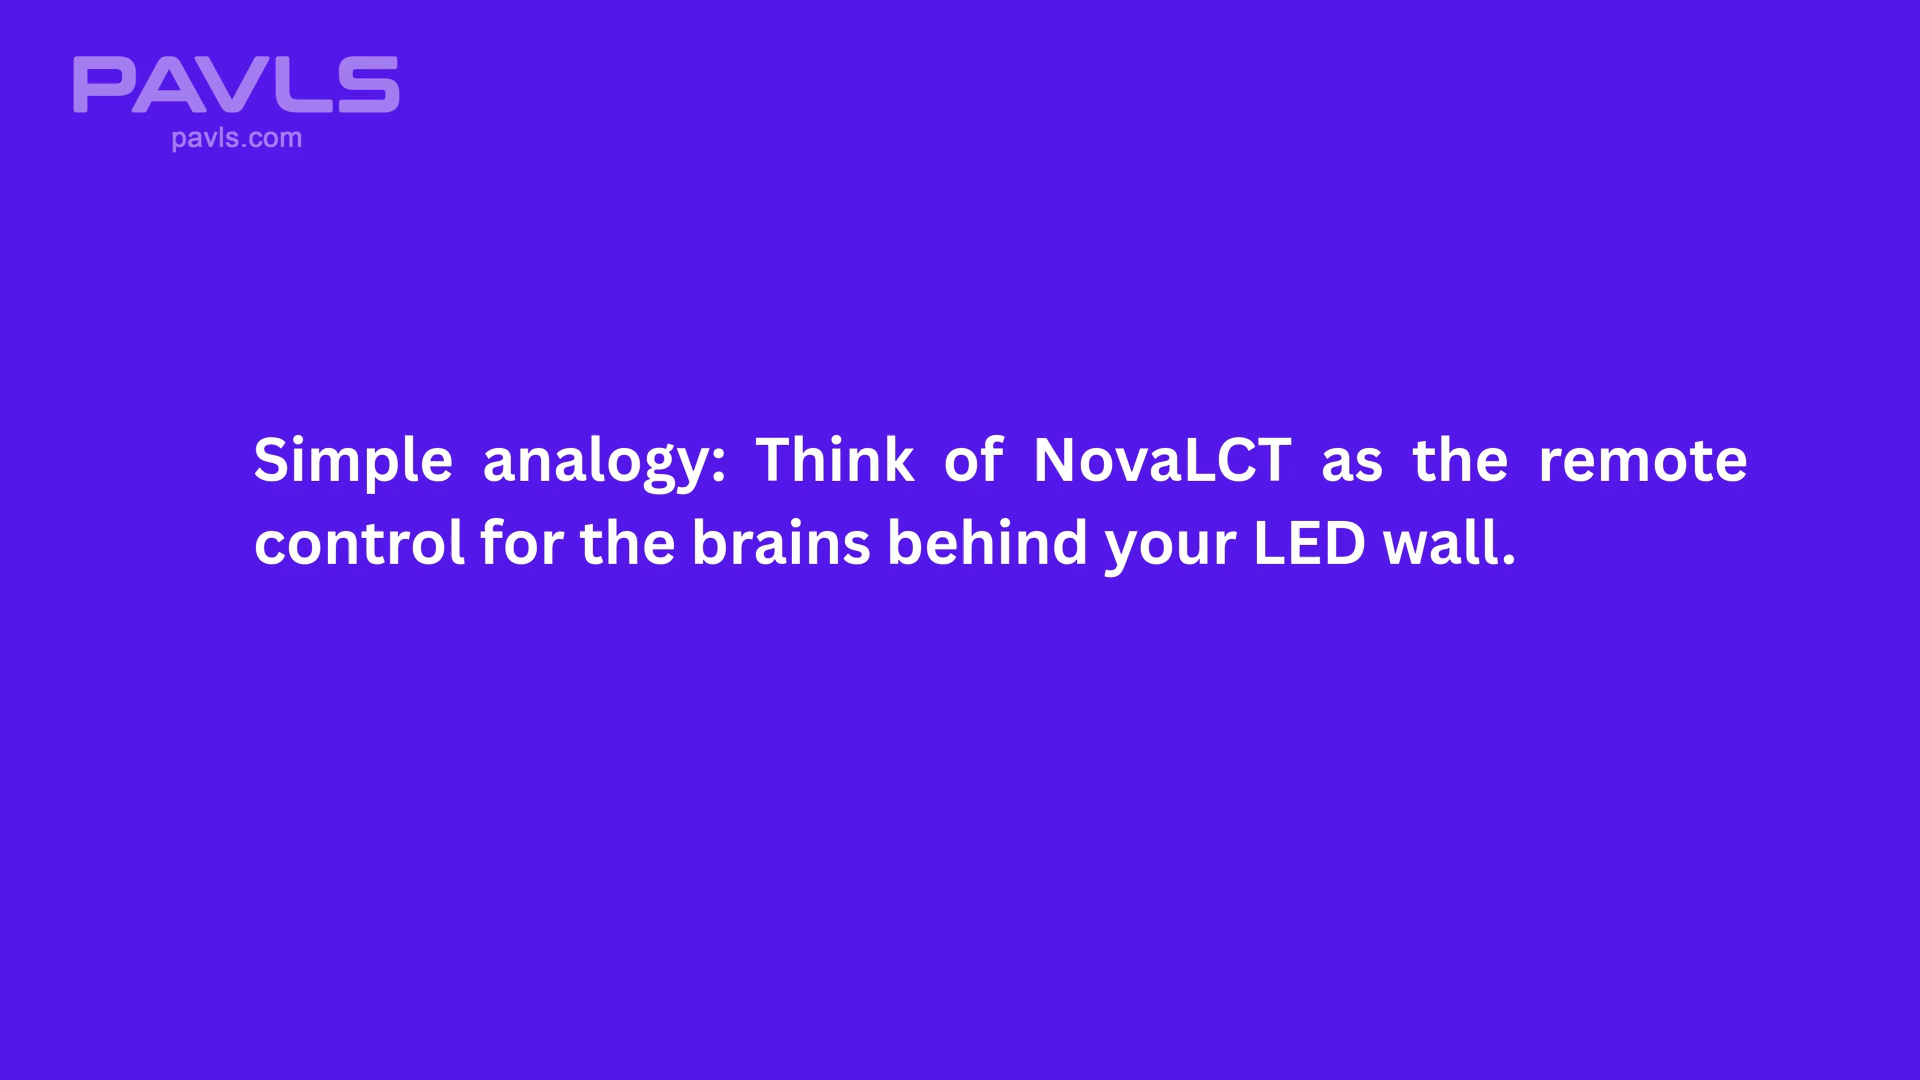 PAVLS
pavls.com
Simple analogy: Think of NovaLCT as the remote
control for the brains behind your LED wall.